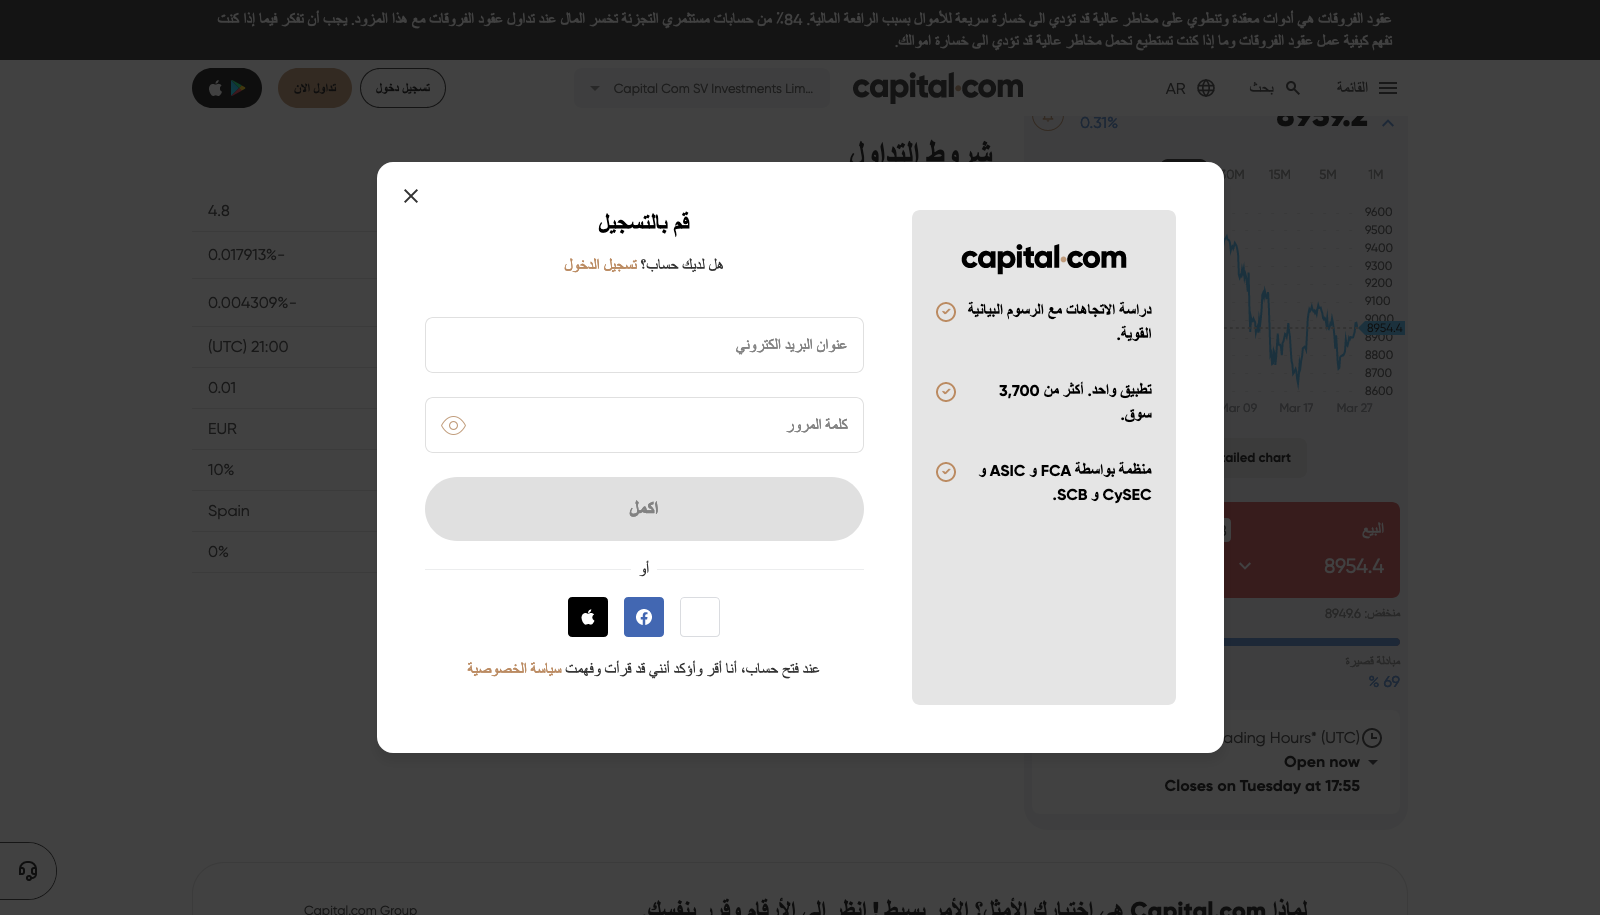 عقود الفروقات هي أدوات معقدة وتنطوي على مخاطر عالية قد تؤدي الى خسارة سريعة للأموال بسبب الرافعة المالية. 84٪ من حسابات مستثمري التجزئة تخسر المال عند تداول عقود الفروقات مع هذا المزود. يجب أن تفكر فيما إذا كنت
تفهم كيفية عمل عقود الفروقات وما إذا كنت تستطيع تحمل مخاطر عالية قد تؤدي الى خسارة اموالك.
القائمة
بحث
AR
capital.com
Capital Com SV Investments Lim...
تسجيل دخول
تداول الآن
8959.2
0.31%
شروط التداول
15M
5M
1M
4.8
0.017913%-
0.004309%-
(UTC) 21:00
0.01
EUR
10%
Spain
0%
9600
9500
9400
9300
9200
9100
9000
8954.4
8900
8800
8700
8600
Mar 09
Mar 17
Mar 27
ailed chart
البيع
8954.4
منخفض: 8949.6
مبادلة قصيرة
69 %
ading Hours* (UTC)
Open now
Closes on Tuesday at 17:55
قم بالتسجيل
هل لديك حساب؟ تسجيل الدخول
عنوان البريد الكتروني
كلمة المرور
اكمل
أو
عند فتح حساب، أنا أقر وأؤكد أنني قد قرأت وفهمت سياسة الخصوصية
capital.com
دراسة الاتجاهات مع الرسوم البيانية
القوية.
تطبيق واحد. أكثر من 3,700
سوق.
منظمة بواسطة FCA و ASIC و
CySEC و SCB.
لماذا Capital.com هي اختيارك الأمثل؟ الأمر بسيط ! انظر إلى الأرقام وقرر بنفسك
Capital.com Group